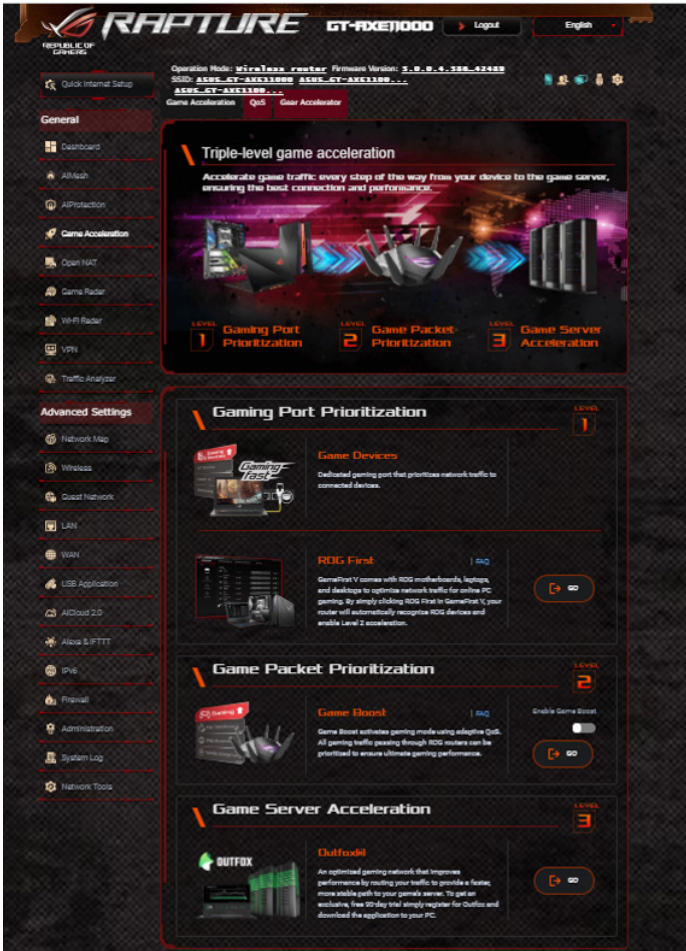 REPUBLIC OF
GAMERS
RAPTURE
GT-AXE11000
Logout
English
Quick Internet Setup
Operation Mode: Wireless router Firmware Version: 3.0.0.4.388_42489
SSID: ASUS_GT-AXE11000 ASUS_GT-AXE1100...
ASUS_GT-AXE1100...
Game Acceleration QoS Gear Accelerator
General
Dashboard
AiMesh
AiProtection
Game Acceleration
Open NAT
Game Radar
Wi-Fi Radar
VPN
Traffic Analyzer
Advanced Settings
Network Map
Wireless
Guest Network
LAN
WAN
USB Application
AiCloud 2.0
Alexa & IFTTT
IPv6
Firewall
Administration
System Log
Network Tools
Triple-level game acceleration
Accelerate game traffic every step of the way from your device to the game server,
ensuring the best connection and performance.
LEVEL 1 Gaming Port Prioritization
LEVEL 2 Game Packet Prioritization
LEVEL 3 Game Server Acceleration
Gaming Port Prioritization
LEVEL
1
Gaming
fast
Game Devices
Dedicated gaming port that prioritizes network traffic to
connected devices.
ROG First | FAQ
GameFirst V comes with ROG motherboards, laptops,
and desktops to optimize network traffic for online PC
gaming. By simply clicking ROG First in GameFirst V, your
router will automatically recognize ROG devices and
enable Level 2 acceleration.
GO
Game Packet Prioritization
LEVEL
2
Gaming
Game Boost | FAQ
Enable Game Boost
Game Boost activates gaming mode using adaptive QoS.
All gaming traffic passing through ROG routers can be
prioritized to ensure ultimate gaming performance.
GO
Game Server Acceleration
LEVEL
3
OUTFOX
Outfox
An optimized gaming network that improves
performance by routing your traffic to provide a faster,
more stable path to your game's server. To get an
exclusive, free 90-day trial simply register for Outfox and
download the application to your PC.
GO